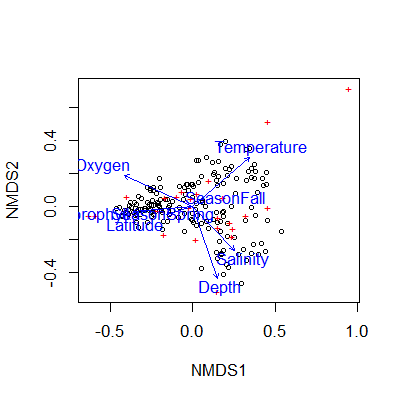 Oxygen
Temperature
SeasonFall
Latitude
Salinity
Depth
NMDS2
0.4
0.0
-0.4
-0.5
0.0
0.5
1.0
NMDS1